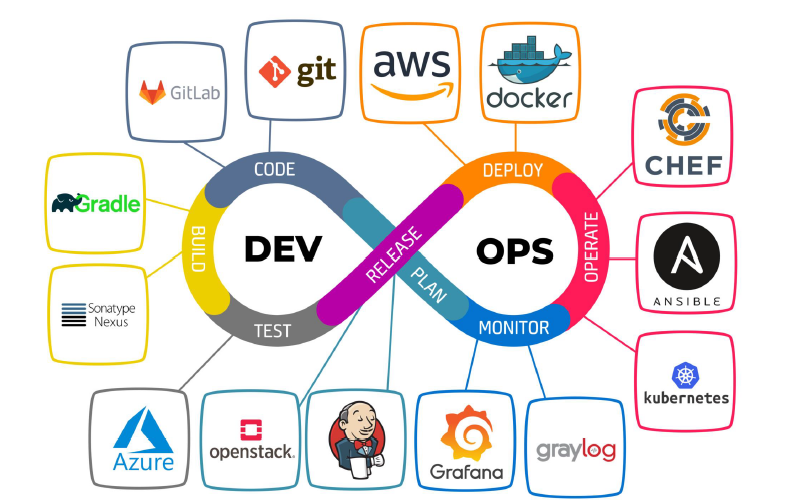 GitLab
git
aws
docker
CHEF
CODE
DEPLOY
Gradle
BUILD
DEV
RELEASE
OPS
OPERATE
PLAN
ANSIBLE
Sonatype
Nexus
TEST
MONITOR
kubernetes
Azure
openstack.
Grafana
graylog